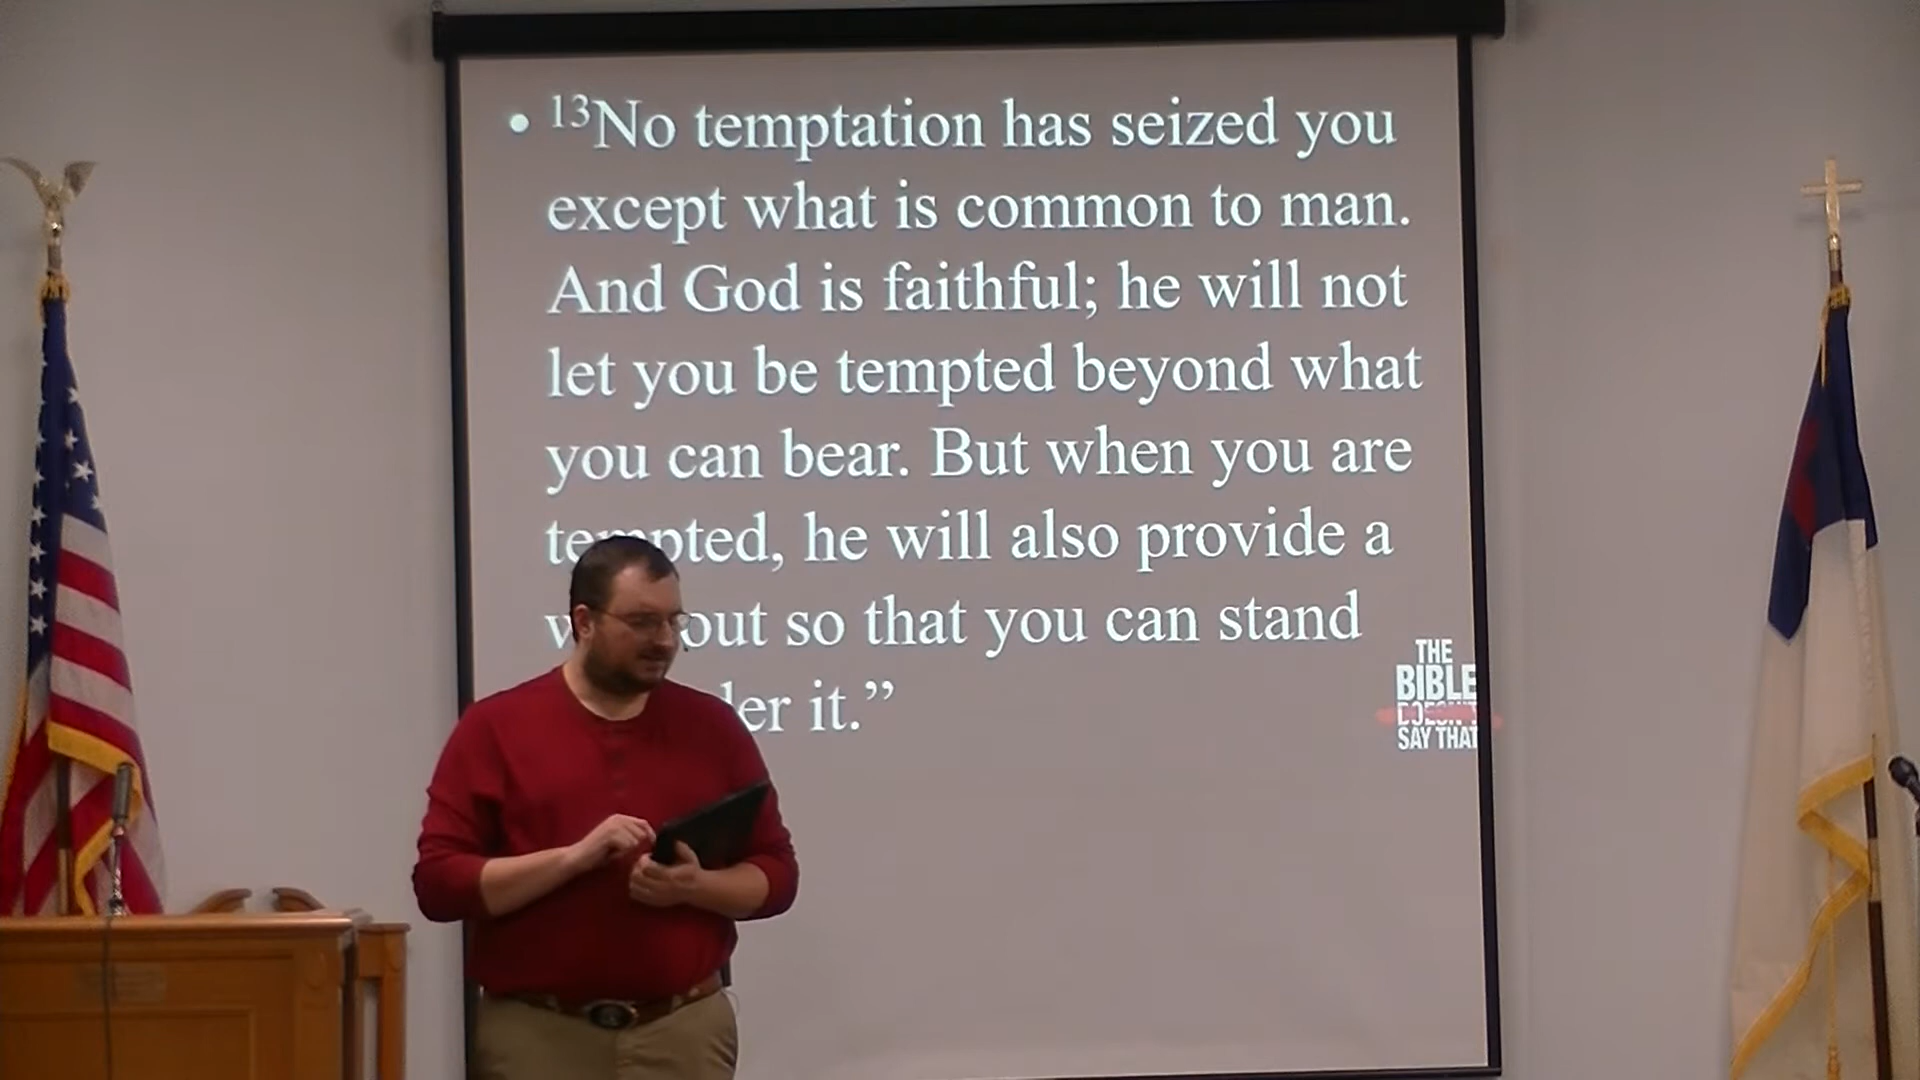 • ¹³No temptation has seized you
except what is common to man.
And God is faithful; he will not
let you be tempted beyond what
you can bear. But when you are
tempted, he will also provide a
out so that you can stand
it.”
THE
BIBLE
DOESN'T
SAY THAT